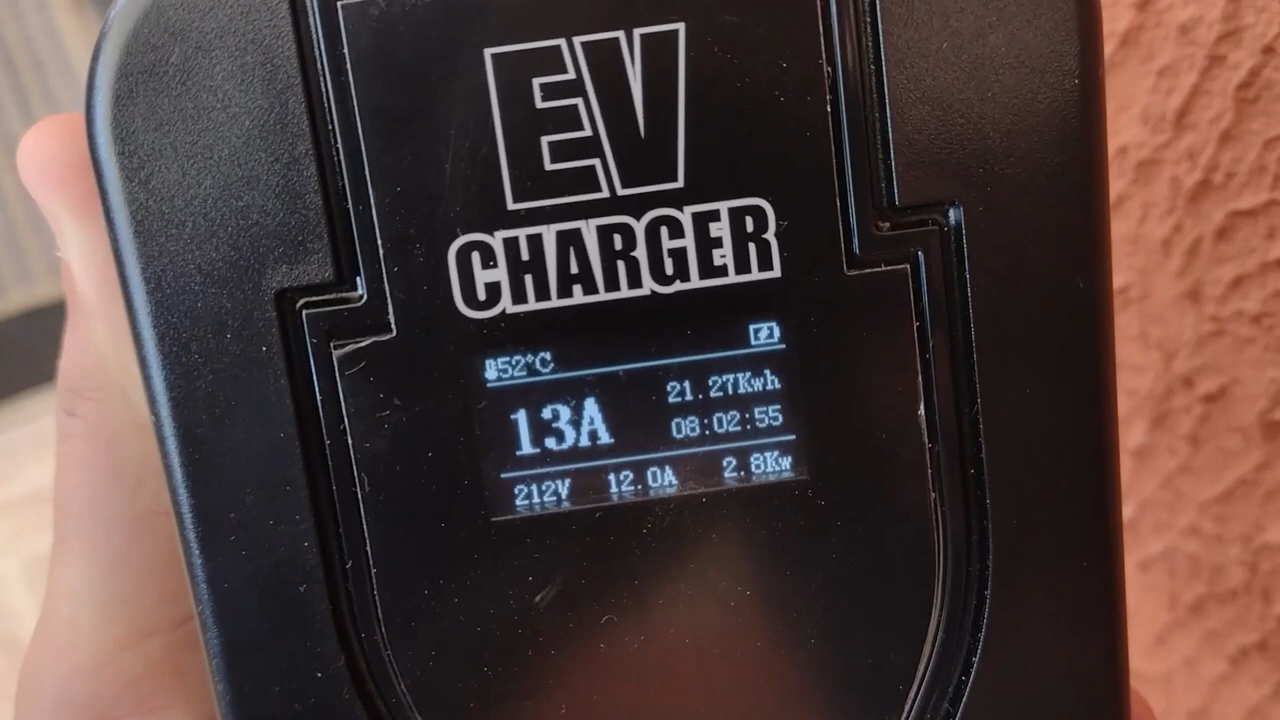 EV
CHARGER
52°C
13A
21.27Kwh
08:02:55
212V 12.0A 2.8Kw